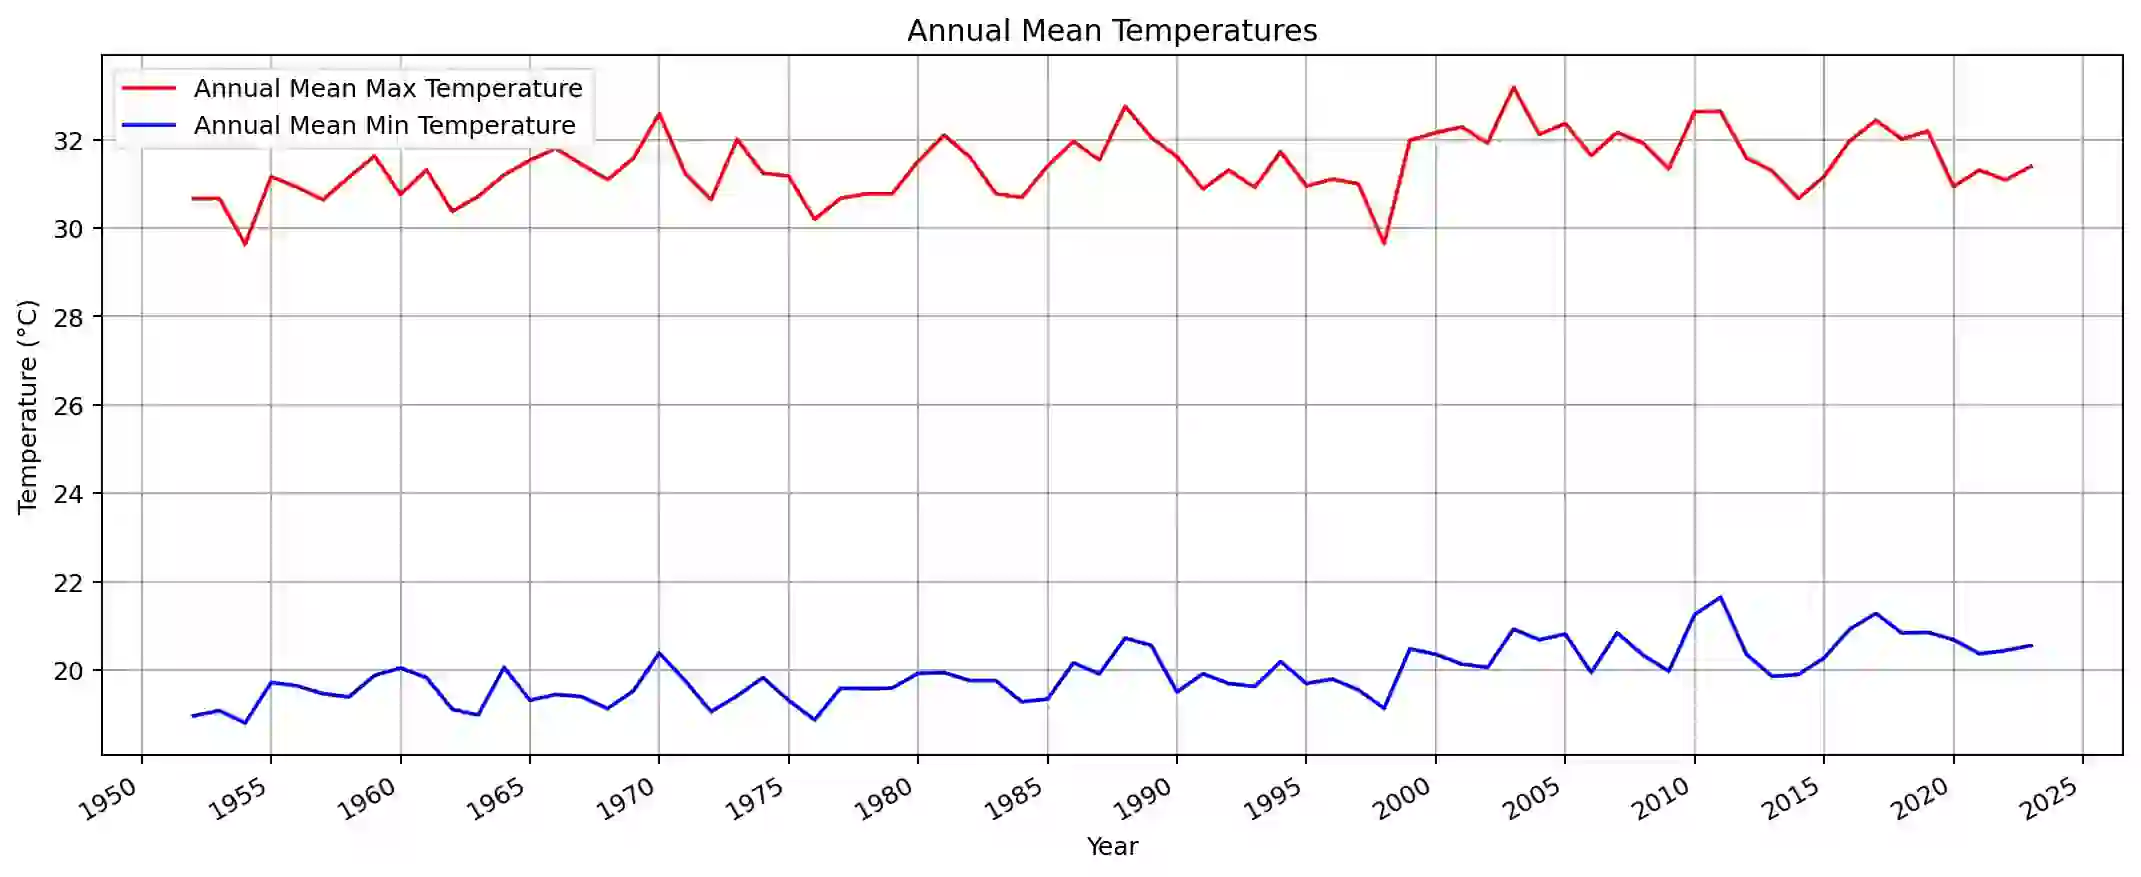 Annual Mean Temperatures
Annual Mean Max Temperature
Annual Mean Min Temperature
32
30
28
26
24
22
20
Temperature (°C)
1950 1955 1960 1965 1970 1975 1980 1985 1990 1995 2000 2005 2010 2015 2020 2025
Year